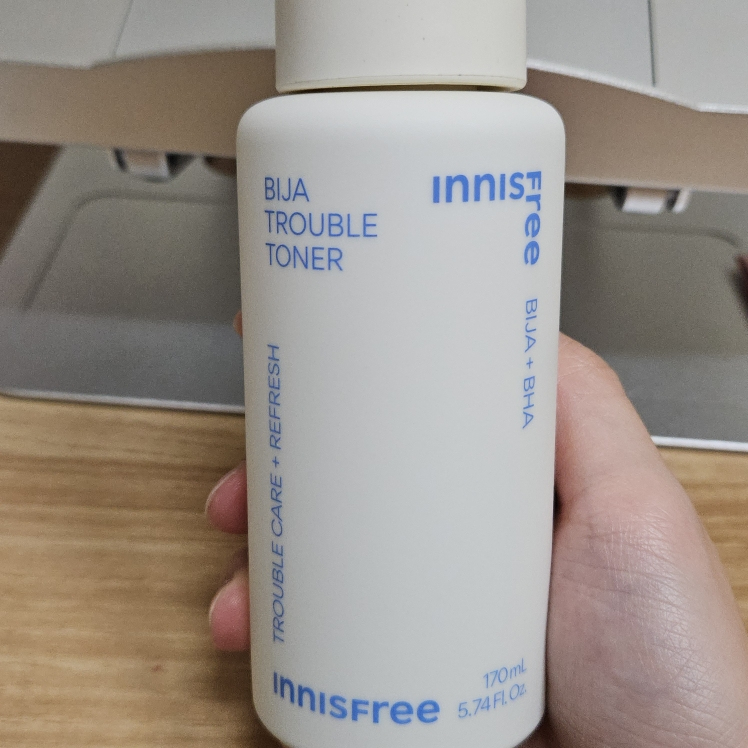 BIJA
TROUBLE
TONER
INNISFree
BIJA + BHA
TROUBLE CARE + REFRESH
INNISFree
170mL
5.74 Fl. Oz.